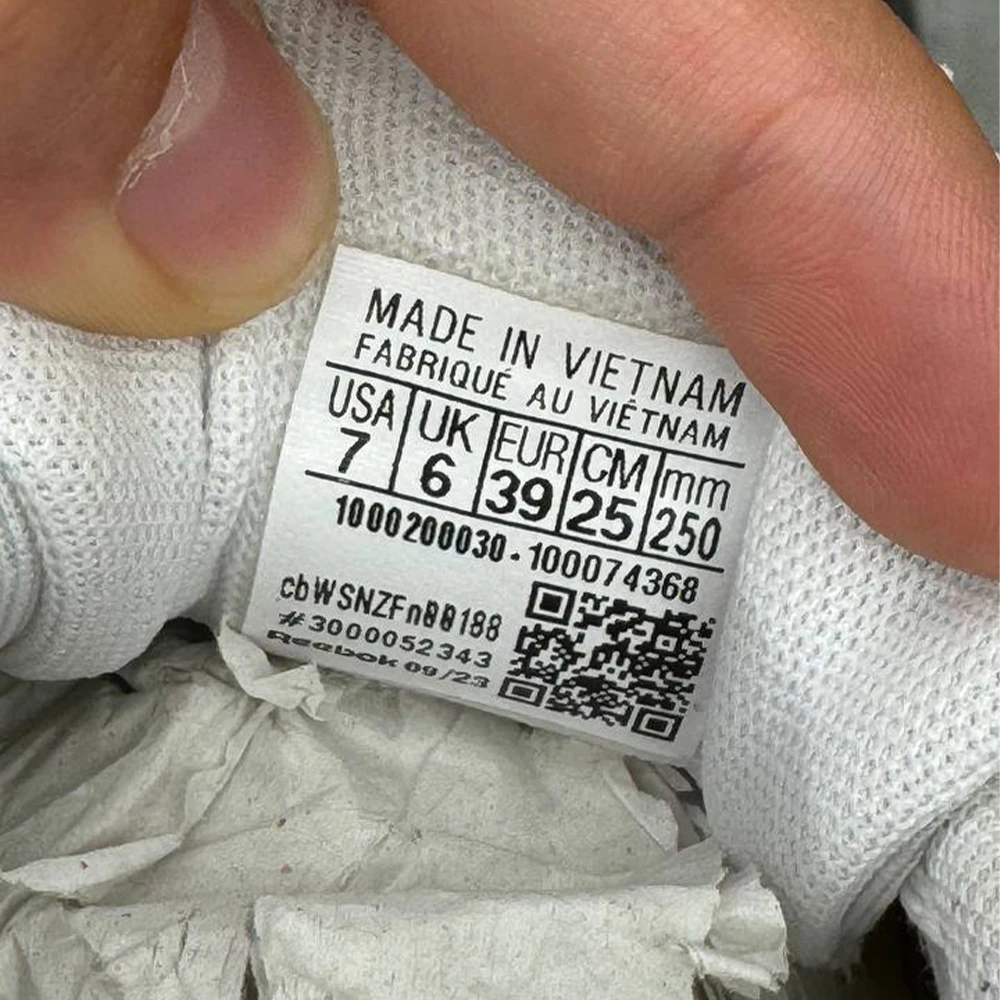 MADE IN VIETNAM
FABRIQUÉ AU VIÊTNAM
USA UK EUR CM mm
7 6 39 25 250
1000200030-100074368
cbWSNZFn00188
#3000052343
Reebok 09/23